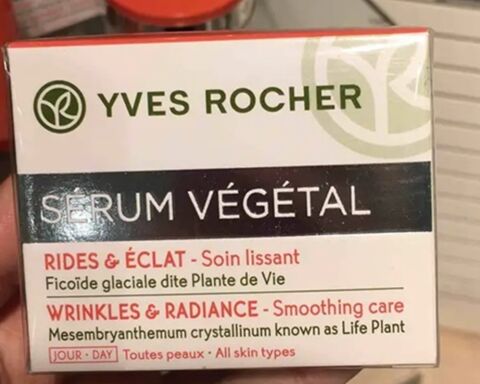 YVES ROCHER
SÉRUM VÉGÉTAL
RIDES & ÉCLAT - Soin lissant
Ficoïde glaciale dite Plante de Vie
WRINKLES & RADIANCE - Smoothing care
Mesembryanthemum crystallinum known as Life Plant
JOUR · DAY Toutes peaux · All skin types